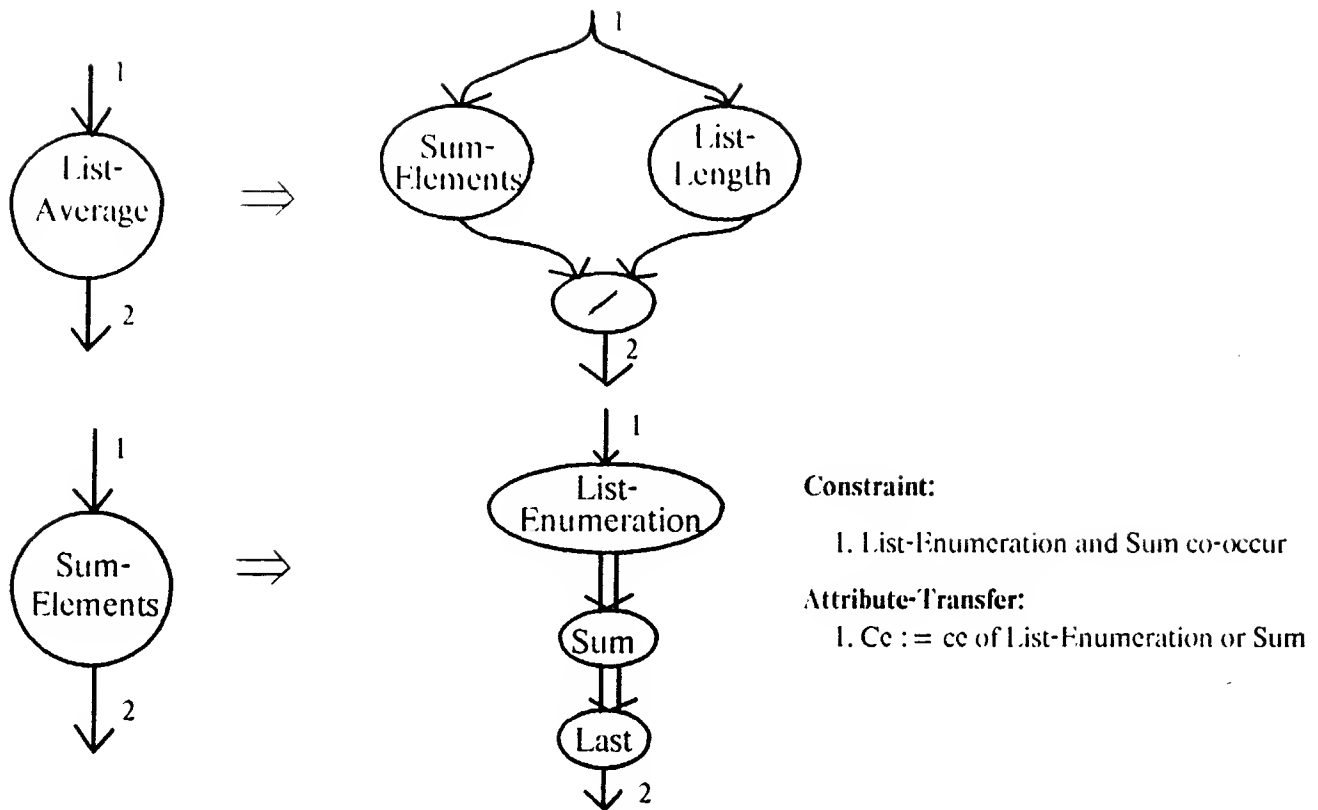 1
List-
Average
2
⇒
1
Sum-
Elements
List-
Length
/
2
1
Sum-
Elements
2
⇒
1
List-
Enumeration
Sum
Last
2
Constraint:
1. List-Enumeration and Sum co-occur
Attribute-Transfer:
1. Ce := ce of List-Enumeration or Sum